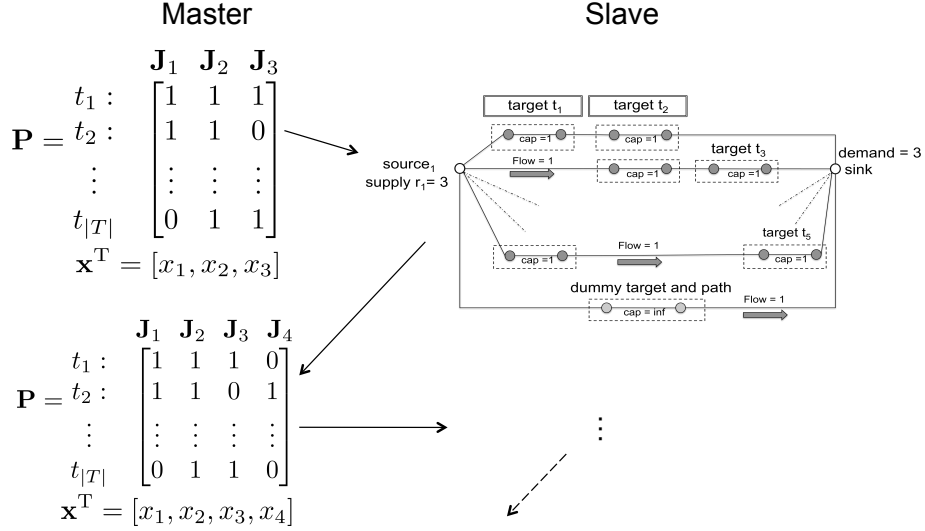 Master
Slave
J₁ J₂ J₃
t₁ : 1 1 1
P = t₂ : 1 1 0
⋮ ⋮ ⋮ ⋮
t|T| 0 1 1
xᵀ = [x₁, x₂, x₃]
target t₁ target t₂
cap =1 cap =1
source₁
supply r₁= 3
Flow = 1
cap =1
target t₃
cap =1
demand = 3
sink
target t₅
cap =1
Flow = 1
cap =1
dummy target and path
cap = inf
Flow = 1
J₁ J₂ J₃ J₄
t₁ : 1 1 1 0
P = t₂ : 1 1 0 1
⋮ ⋮ ⋮ ⋮ ⋮
t|T| 0 1 1 0
xᵀ = [x₁, x₂, x₃, x₄]
⋮